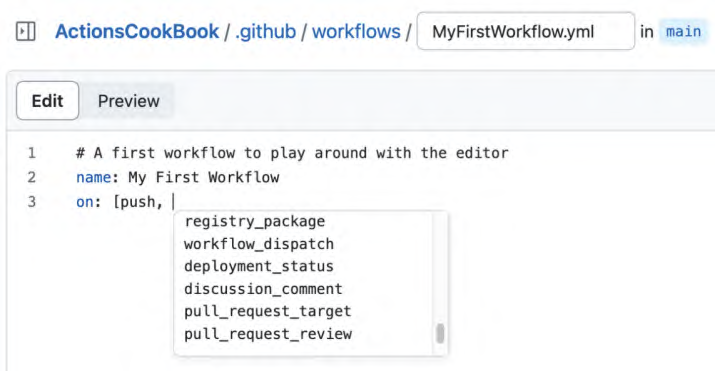 ActionsCookBook / .github / workflows / MyFirstWorkflow.yml in main
Edit Preview
1 # A first workflow to play around with the editor
2 name: My First Workflow
3 on: [push,
registry_package
workflow_dispatch
deployment_status
discussion_comment
pull_request_target
pull_request_review